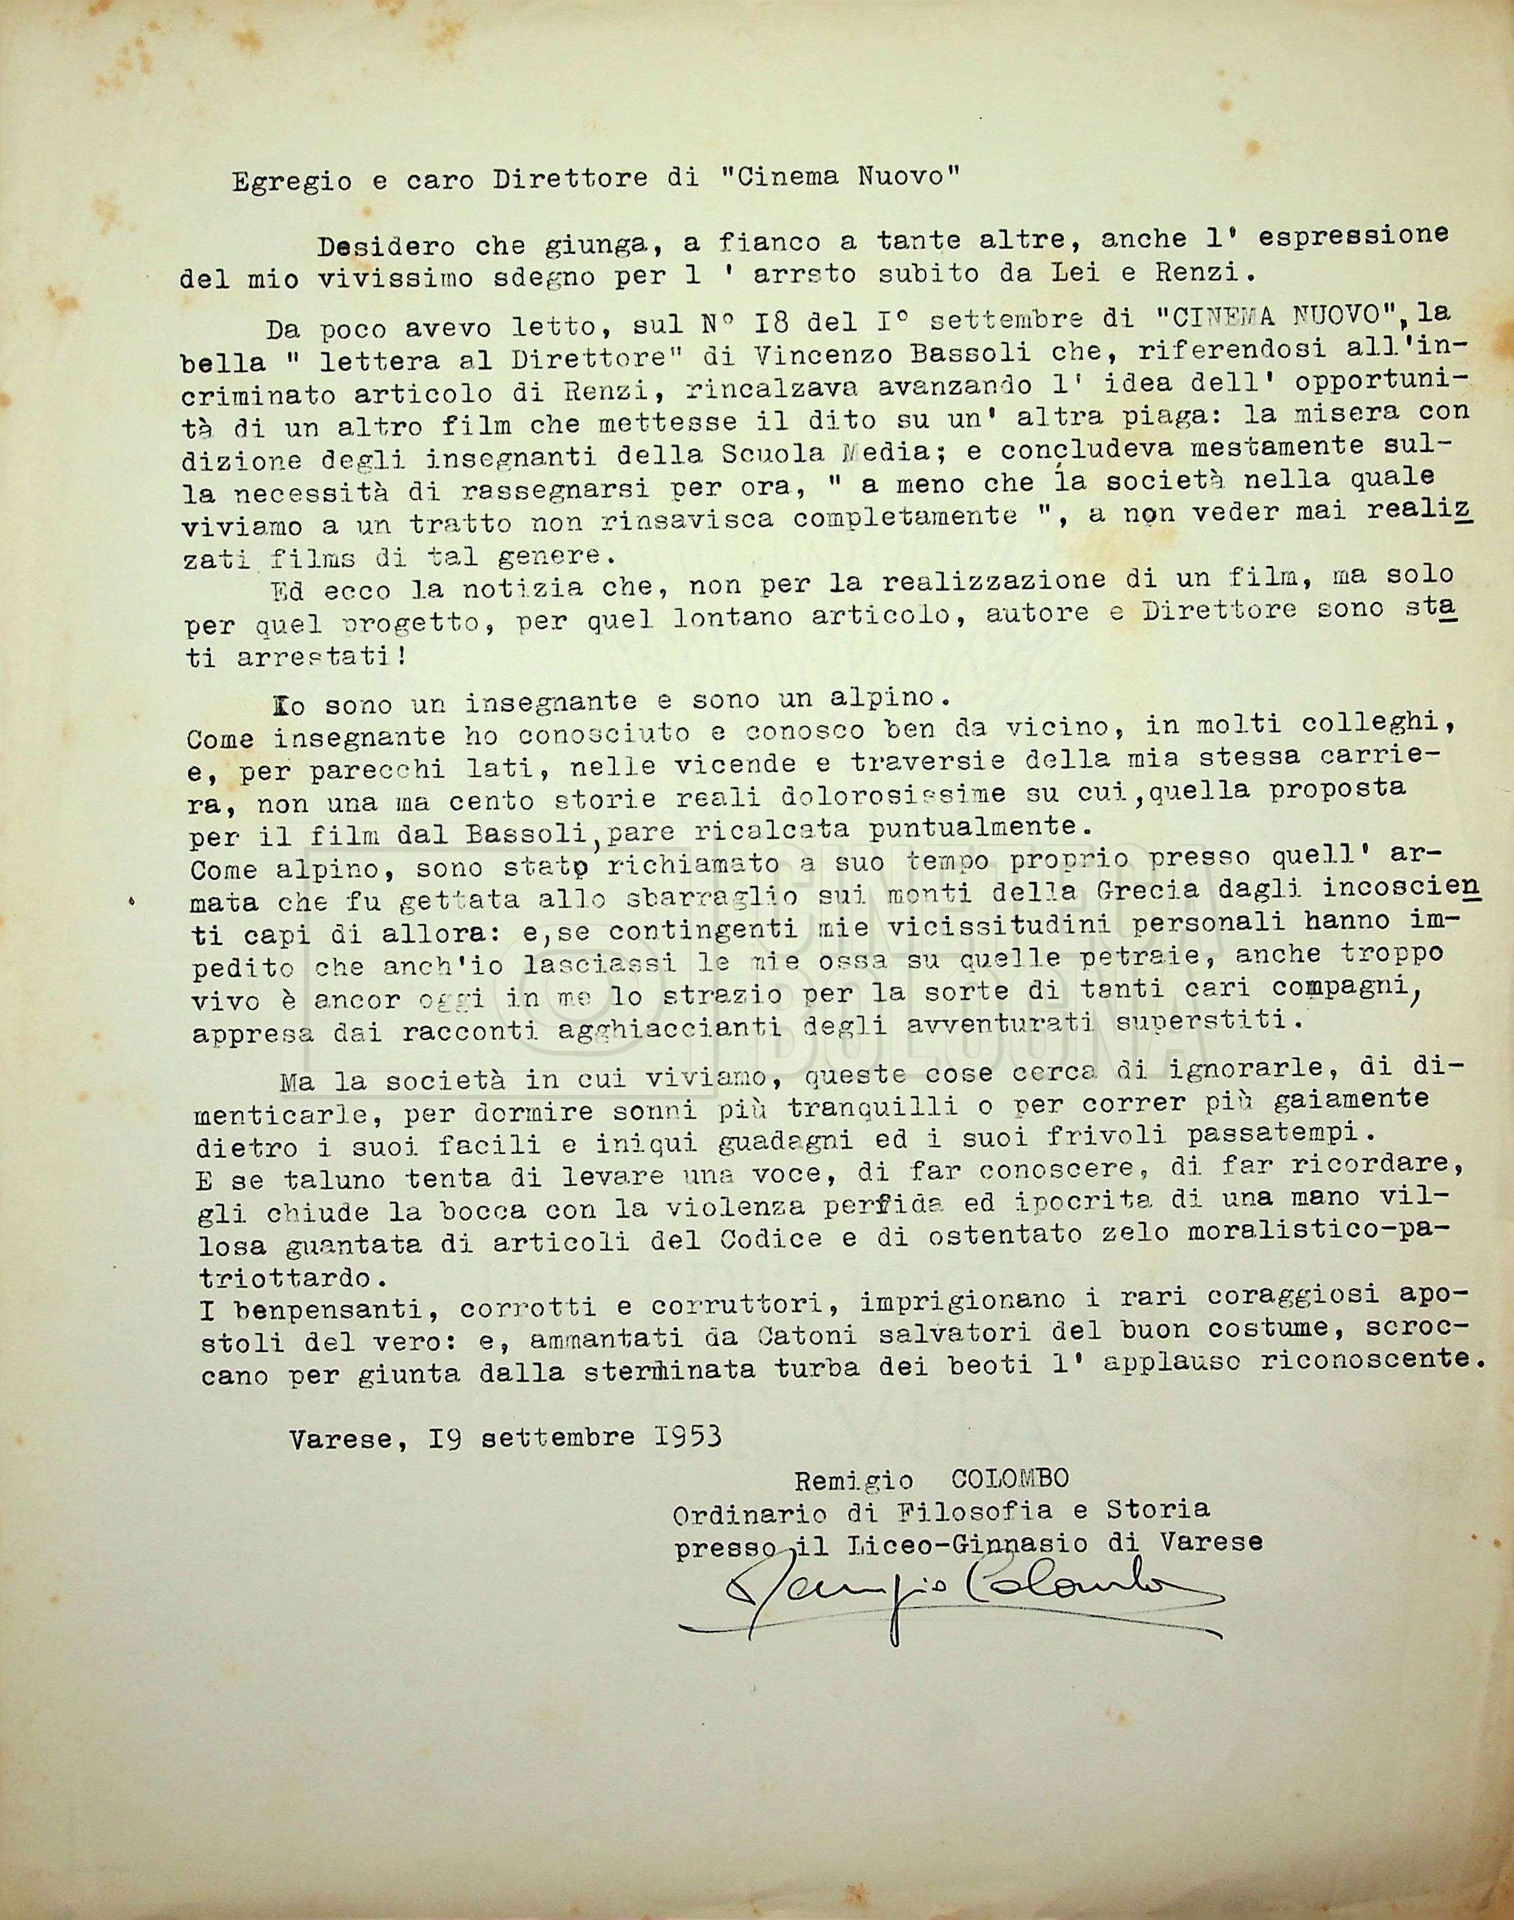 Egregio e caro Direttore di "Cinema Nuovo"
Desidero che giunga, a fianco a tante altre, anche l' espressione
del mio vivissimo sdegno per l ' arrsto subito da Lei e Renzi.
Da poco avevo letto, sul N° I8 del I° settembre di "CINEMA NUOVO", la
bella " lettera al Direttore" di Vincenzo Bassoli che, riferendosi all'in-
criminato articolo di Renzi, rincalzava avanzando l' idea dell' opportuni-
tà di un altro film che mettesse il dito su un' altra piaga: la misera con
dizione degli insegnanti della Scuola Media; e concludeva mestamente sul-
la necessità di rassegnarsi per ora, " a meno che la società nella quale
viviamo a un tratto non rinsavisca completamente ", a non veder mai realiz
zati films di tal genere.
Ed ecco la notizia che, non per la realizzazione di un film, ma solo
per quel progetto, per quel lontano articolo, autore e Direttore sono sta
ti arrestati!
Io sono un insegnante e sono un alpino.
Come insegnante ho conosciuto e conosco ben da vicino, in molti colleghi,
e, per parecchi lati, nelle vicende e traversie della mia stessa carrie-
ra, non una ma cento storie reali dolorosissime su cui,quella proposta
per il film dal Bassoli,pare ricalcata puntualmente.
Come alpino, sono stato richiamato a suo tempo proprio presso quell' ar-
mata che fu gettata allo sbarraglio sui monti della Grecia dagli incoscien
ti capi di allora: e,se contingenti mie vicissitudini personali hanno im-
pedito che anch'io lasciassi le mie ossa su quelle petraie, anche troppo
vivo è ancor oggi in me lo strazio per la sorte di tanti cari compagni,
appresa dai racconti agghiaccianti degli avventurati superstiti.
Ma la società in cui viviamo, queste cose cerca di ignorarle, di di-
menticarle, per dormire sonni più tranquilli o per correr più gaiamente
dietro i suoi facili e iniqui guadagni ed i suoi frivoli passatempi.
E se taluno tenta di levare una voce, di far conoscere, di far ricordare,
gli chiude la bocca con la violenza perfida ed ipocrita di una mano vil-
losa guantata di articoli del Codice e di ostentato zelo moralistico-pa-
triottardo.
I benpensanti, corrotti e corruttori, imprigionano i rari coraggiosi apo-
stoli del vero: e, ammantati da Catoni salvatori del buon costume, scroc-
cano per giunta dalla sterminata turba dei beoti l' applauso riconoscente.
Varese, I9 settembre I953
Remigio COLOMBO
Ordinario di Filosofia e Storia
presso il Liceo-Ginnasio di Varese
Remigio Colombo
© CINETECA
BOLOGNA